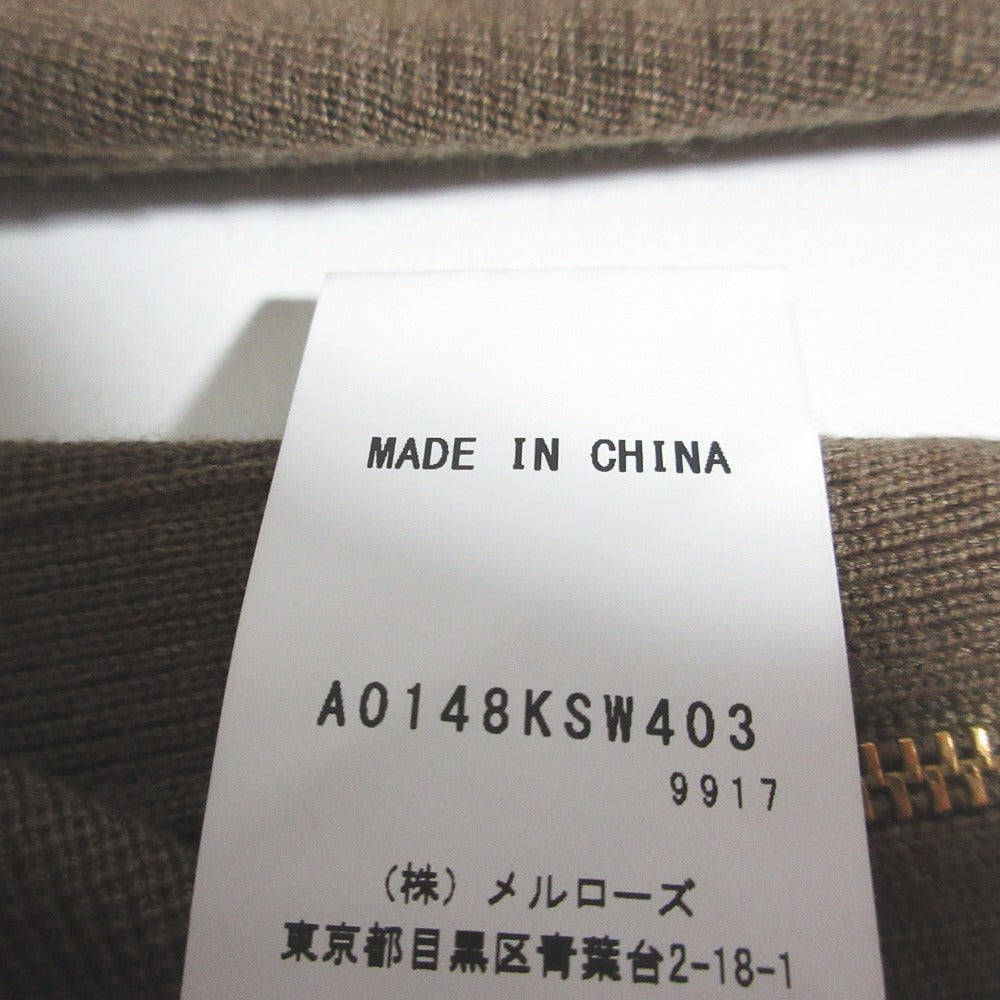 MADE IN CHINA
A0148KSW403
9917
(株) メルローズ
東京都目黒区青葉台2-18-1